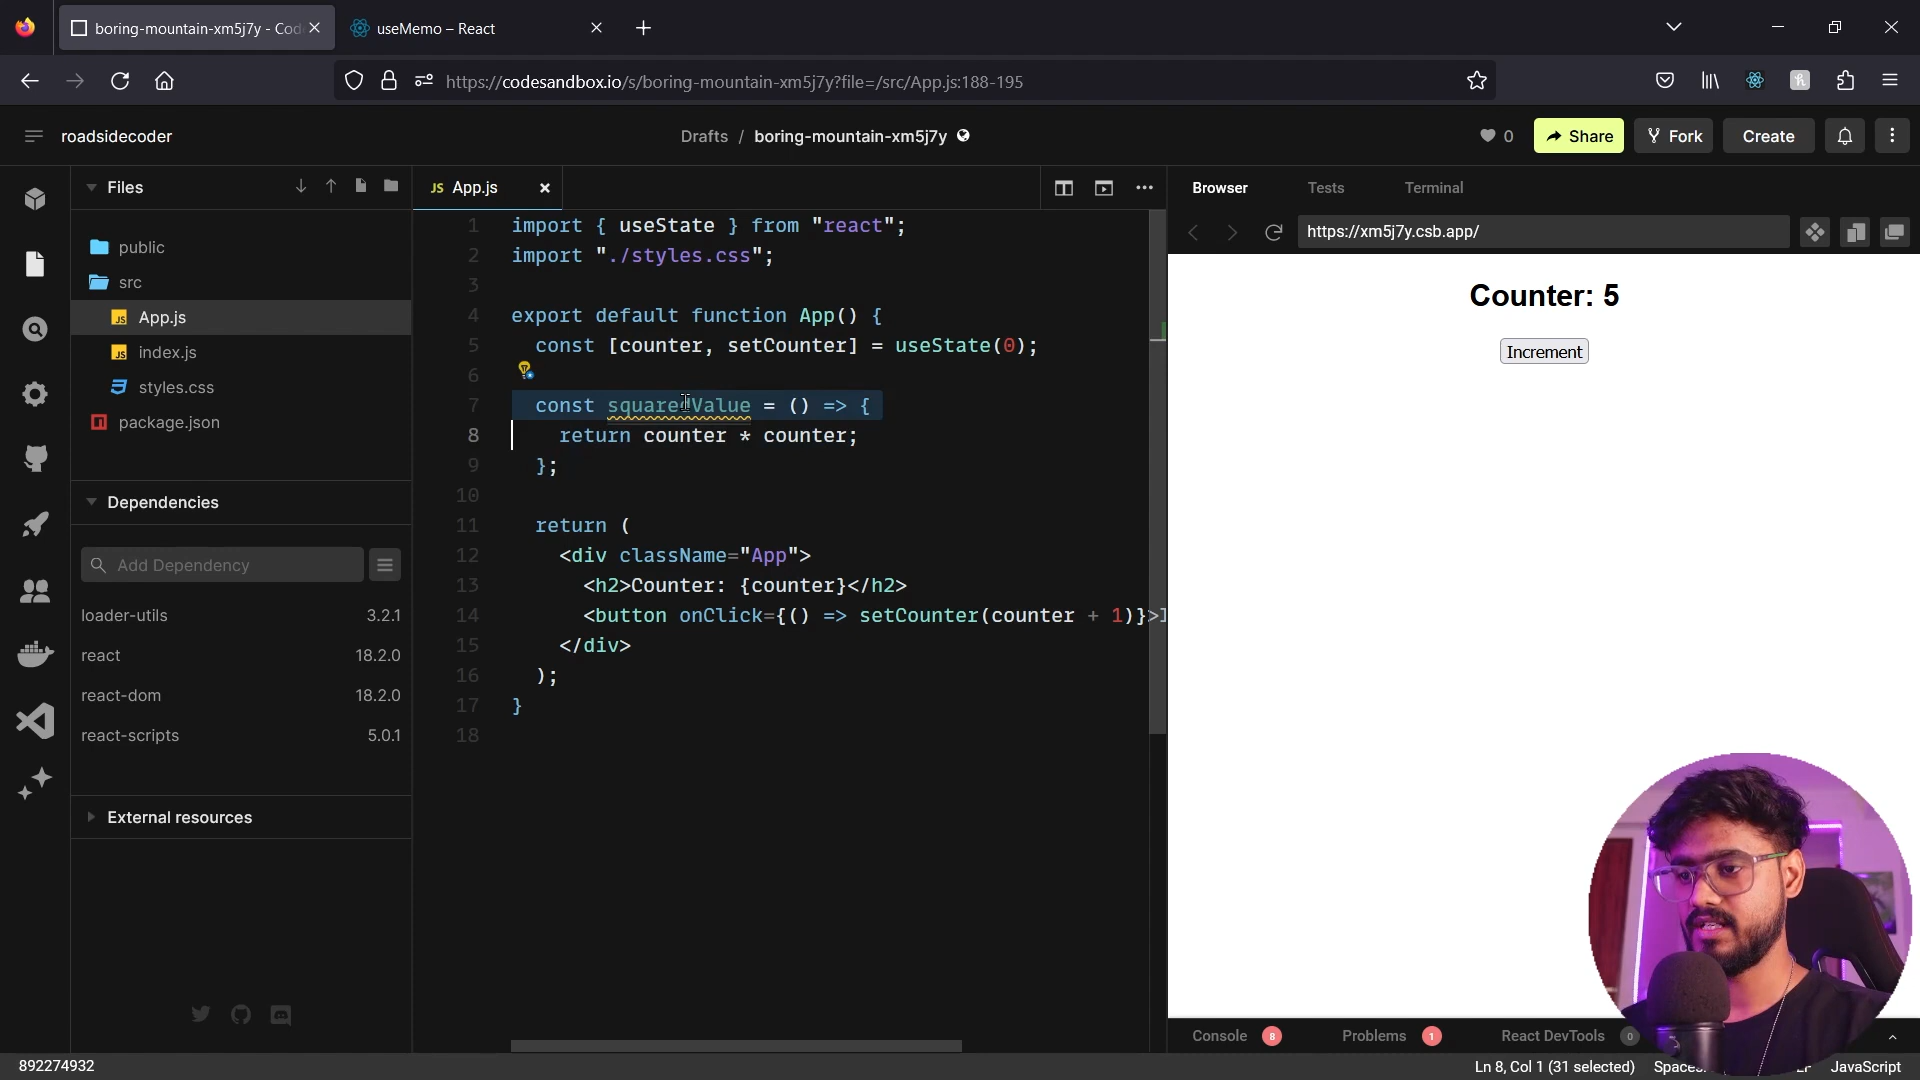 boring-mountain-xm5j7y - Cod
useMemo – React
https://codesandbox.io/s/boring-mountain-xm5j7y?file=/src/App.js:188-195
roadsidecoder
Drafts / boring-mountain-xm5j7y
0
Share
Fork
Create
Files
JS App.js
Browser
Tests
Terminal
https://xm5j7y.csb.app/
public
src
JS App.js
JS index.js
styles.css
package.json
Dependencies
Add Dependency
loader-utils 3.2.1
react 18.2.0
react-dom 18.2.0
react-scripts 5.0.1
External resources
1 import { useState } from "react";
2 import "./styles.css";
3
4 export default function App() {
5 const [counter, setCounter] = useState(0);
6
7 const squaredValue = () => {
8 return counter * counter;
9 };
10
11 return (
12 <div className="App">
13 <h2>Counter: {counter}</h2>
14 <button onClick={() => setCounter(counter + 1)}>I
15 </div>
16 );
17 }
18
Counter: 5
Increment
Console 8
Problems 1
React DevTools 0
892274932
Ln 8, Col 1 (31 selected)
JavaScript